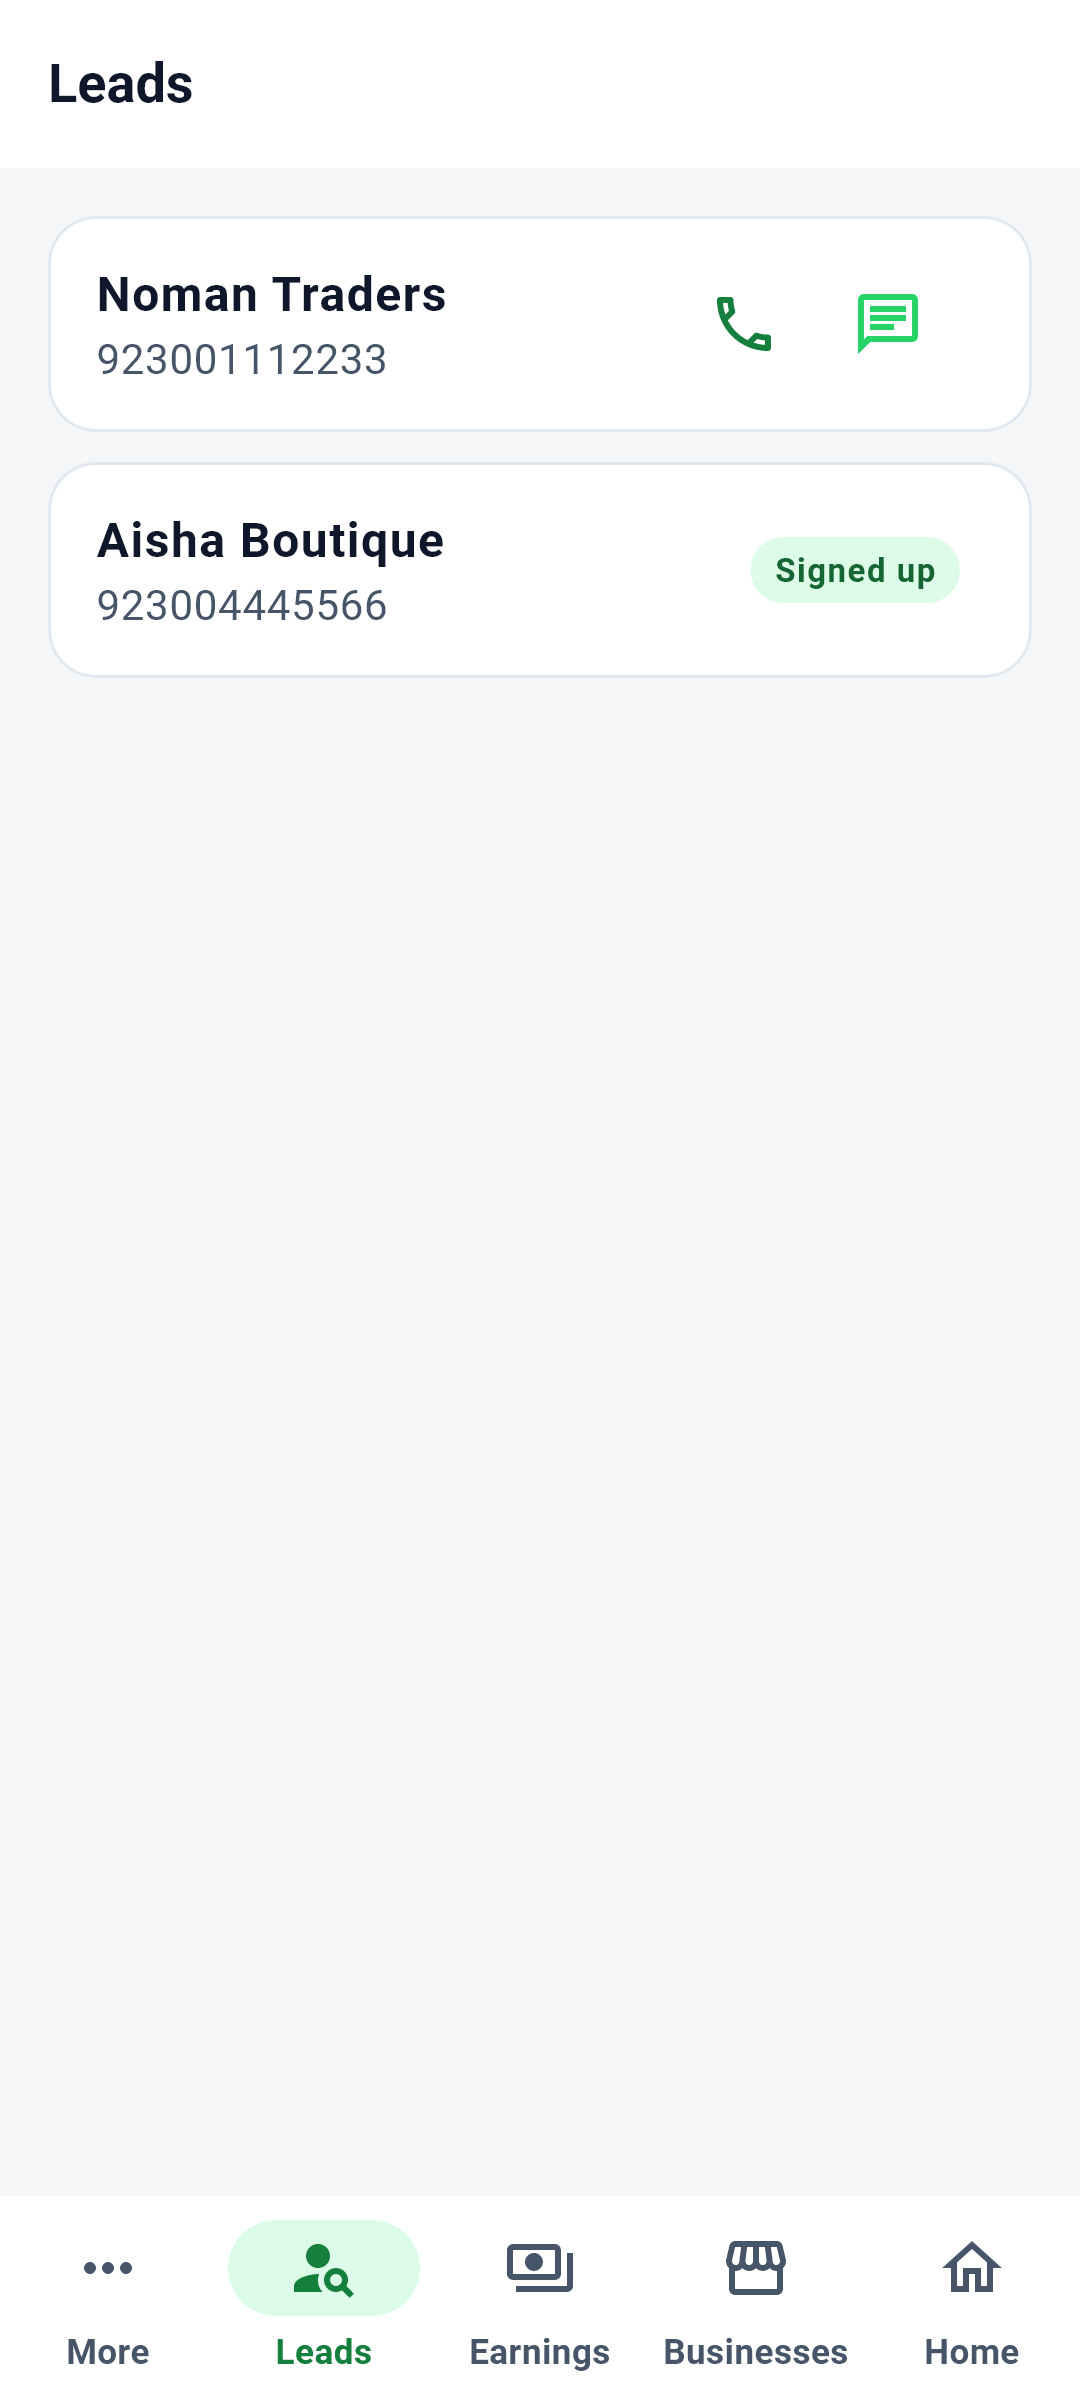 Leads
Noman Traders
923001112233
Aisha Boutique
923004445566
Signed up
More
Leads
Earnings
Businesses
Home